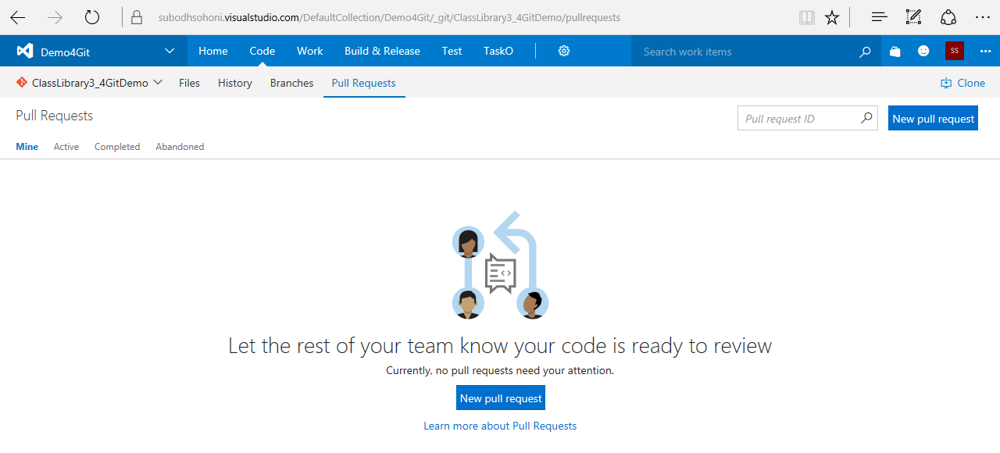 subodhsohoni.visualstudio.com/DefaultCollection/Demo4Git/_git/ClassLibrary3_4GitDemo/pullrequests
Demo4Git Home Code Work Build & Release Test TaskO Search work items SS
ClassLibrary3_4GitDemo Files History Branches Pull Requests Clone
Pull Requests Pull request ID New pull request
Mine Active Completed Abandoned
Let the rest of your team know your code is ready to review
Currently, no pull requests need your attention.
New pull request
Learn more about Pull Requests